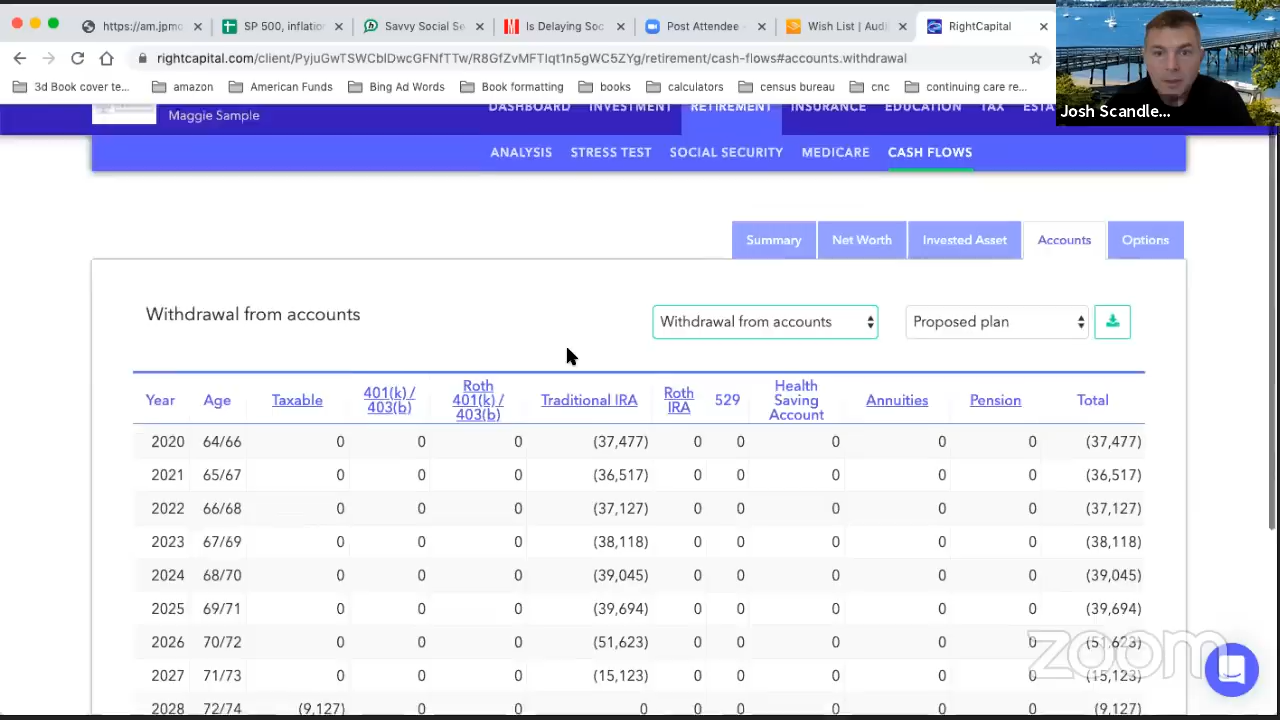 https://am.jpmo
SP 500, inflatio
Savvy Social Se
Is Delaying Soc
Post Attendee
Wish List | Audi
RightCapital
rightcapital.com/client/PyjuGwTSWCblDwcGFNfTTw/R8GfZvMFTlqt1n5gWC5ZYg/retirement/cash-flows#accounts.withdrawal
3d Book cover te...
amazon
American Funds
Bing Ad Words
Book formatting
books
calculators
census bureau
cnc
continuing care re...
Josh Scandle...
Maggie Sample
DASHBOARD INVESTMENT RETIREMENT INSURANCE EDUCATION TAX ESTA
ANALYSIS STRESS TEST SOCIAL SECURITY MEDICARE CASH FLOWS
Summary Net Worth Invested Asset Accounts Options
Withdrawal from accounts
Withdrawal from accounts
Proposed plan
Year Age Taxable 401(k) / 403(b) Roth 401(k) / 403(b) Traditional IRA Roth IRA 529 Health Saving Account Annuities Pension Total
2020 64/66 0 0 0 (37,477) 0 0 0 0 0 (37,477)
2021 65/67 0 0 0 (36,517) 0 0 0 0 0 (36,517)
2022 66/68 0 0 0 (37,127) 0 0 0 0 0 (37,127)
2023 67/69 0 0 0 (38,118) 0 0 0 0 0 (38,118)
2024 68/70 0 0 0 (39,045) 0 0 0 0 0 (39,045)
2025 69/71 0 0 0 (39,694) 0 0 0 0 0 (39,694)
2026 70/72 0 0 0 (51,623) 0 0 0 0 0 (51,623)
2027 71/73 0 0 0 (15,123) 0 0 0 0 0 (15,123)
2028 72/74 (9,127) 0 0 0 0 0 0 0 0 (9,127)
zoom